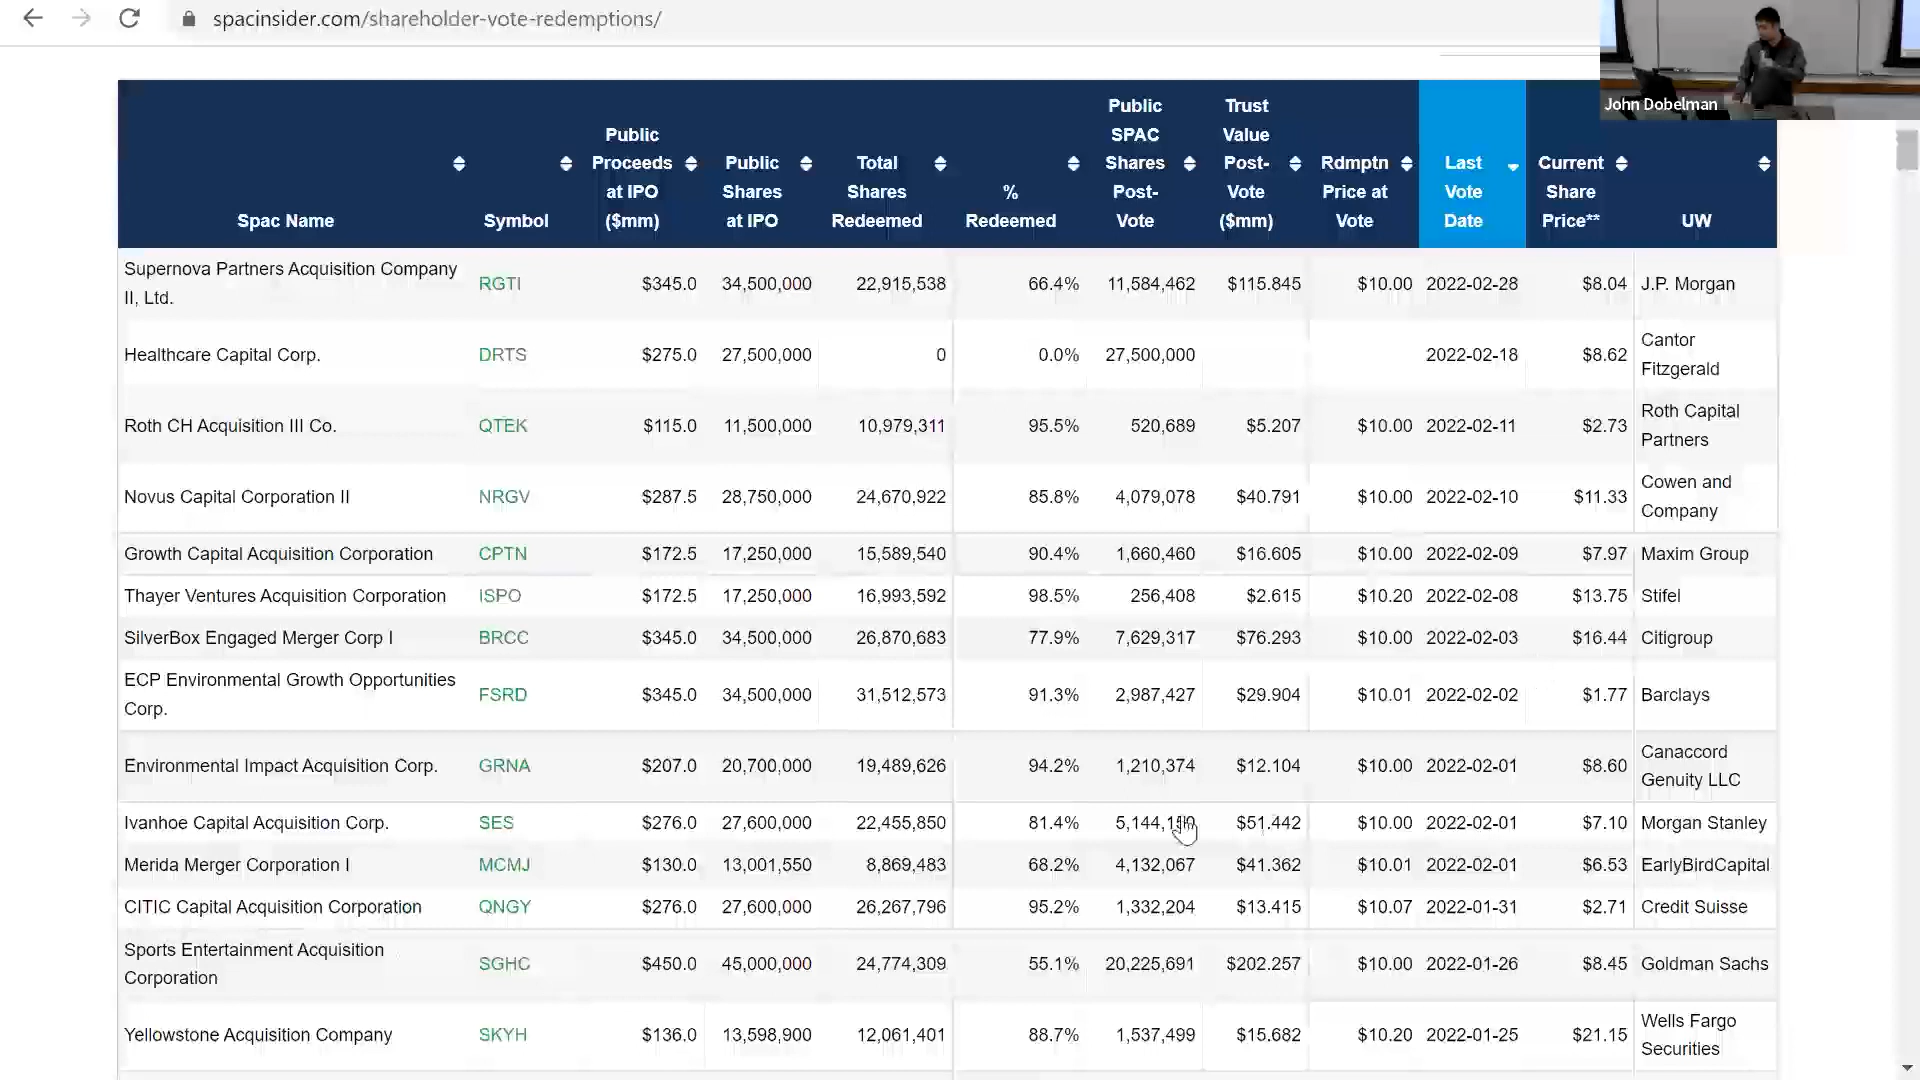 spacinsider.com/shareholder-vote-redemptions/
John Dobelman
Spac Name
Symbol
Public
Proceeds
at IPO
($mm)
Public
Shares
at IPO
Total
Shares
Redeemed
%
Redeemed
Public
SPAC
Shares
Post-
Vote
Trust
Value
Post-
Vote
($mm)
Rdmptn
Price at
Vote
Last
Vote
Date
Current
Share
Price**
UW
Supernova Partners Acquisition Company
II, Ltd.
RGTI $345.0 34,500,000 22,915,538 66.4% 11,584,462 $115.845 $10.00 2022-02-28 $8.04 J.P. Morgan
Healthcare Capital Corp. DRTS $275.0 27,500,000 0 0.0% 27,500,000 2022-02-18 $8.62
Cantor
Fitzgerald
Roth CH Acquisition III Co. QTEK $115.0 11,500,000 10,979,311 95.5% 520,689 $5.207 $10.00 2022-02-11 $2.73
Roth Capital
Partners
Novus Capital Corporation II NRGV $287.5 28,750,000 24,670,922 85.8% 4,079,078 $40.791 $10.00 2022-02-10 $11.33
Cowen and
Company
Growth Capital Acquisition Corporation CPTN $172.5 17,250,000 15,589,540 90.4% 1,660,460 $16.605 $10.00 2022-02-09 $7.97 Maxim Group
Thayer Ventures Acquisition Corporation ISPO $172.5 17,250,000 16,993,592 98.5% 256,408 $2.615 $10.20 2022-02-08 $13.75 Stifel
SilverBox Engaged Merger Corp I BRCC $345.0 34,500,000 26,870,683 77.9% 7,629,317 $76.293 $10.00 2022-02-03 $16.44 Citigroup
ECP Environmental Growth Opportunities
Corp.
FSRD $345.0 34,500,000 31,512,573 91.3% 2,987,427 $29.904 $10.01 2022-02-02 $1.77 Barclays
Environmental Impact Acquisition Corp. GRNA $207.0 20,700,000 19,489,626 94.2% 1,210,374 $12.104 $10.00 2022-02-01 $8.60
Canaccord
Genuity LLC
Ivanhoe Capital Acquisition Corp. SES $276.0 27,600,000 22,455,850 81.4% $51.442 $10.00 2022-02-01 $7.10 Morgan Stanley
Merida Merger Corporation I MCMJ $130.0 13,001,550 8,869,483 68.2% 4,132,067 $41.362 $10.01 2022-02-01 $6.53 EarlyBirdCapital
CITIC Capital Acquisition Corporation QNGY $276.0 27,600,000 26,267,796 95.2% 1,332,204 $13.415 $10.07 2022-01-31 $2.71 Credit Suisse
Sports Entertainment Acquisition
Corporation
SGHC $450.0 45,000,000 24,774,309 55.1% 20,225,691 $202.257 $10.00 2022-01-26 $8.45 Goldman Sachs
Yellowstone Acquisition Company SKYH $136.0 13,598,900 12,061,401 88.7% 1,537,499 $15.682 $10.20 2022-01-25 $21.15
Wells Fargo
Securities